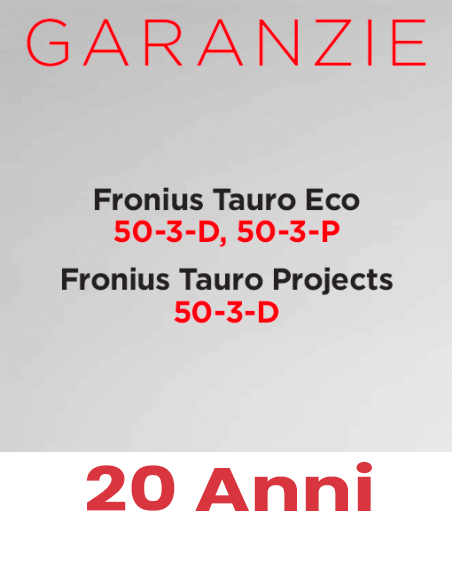 GARANZIE
Fronius Tauro Eco
50-3-D, 50-3-P
Fronius Tauro Projects
50-3-D
20 Anni